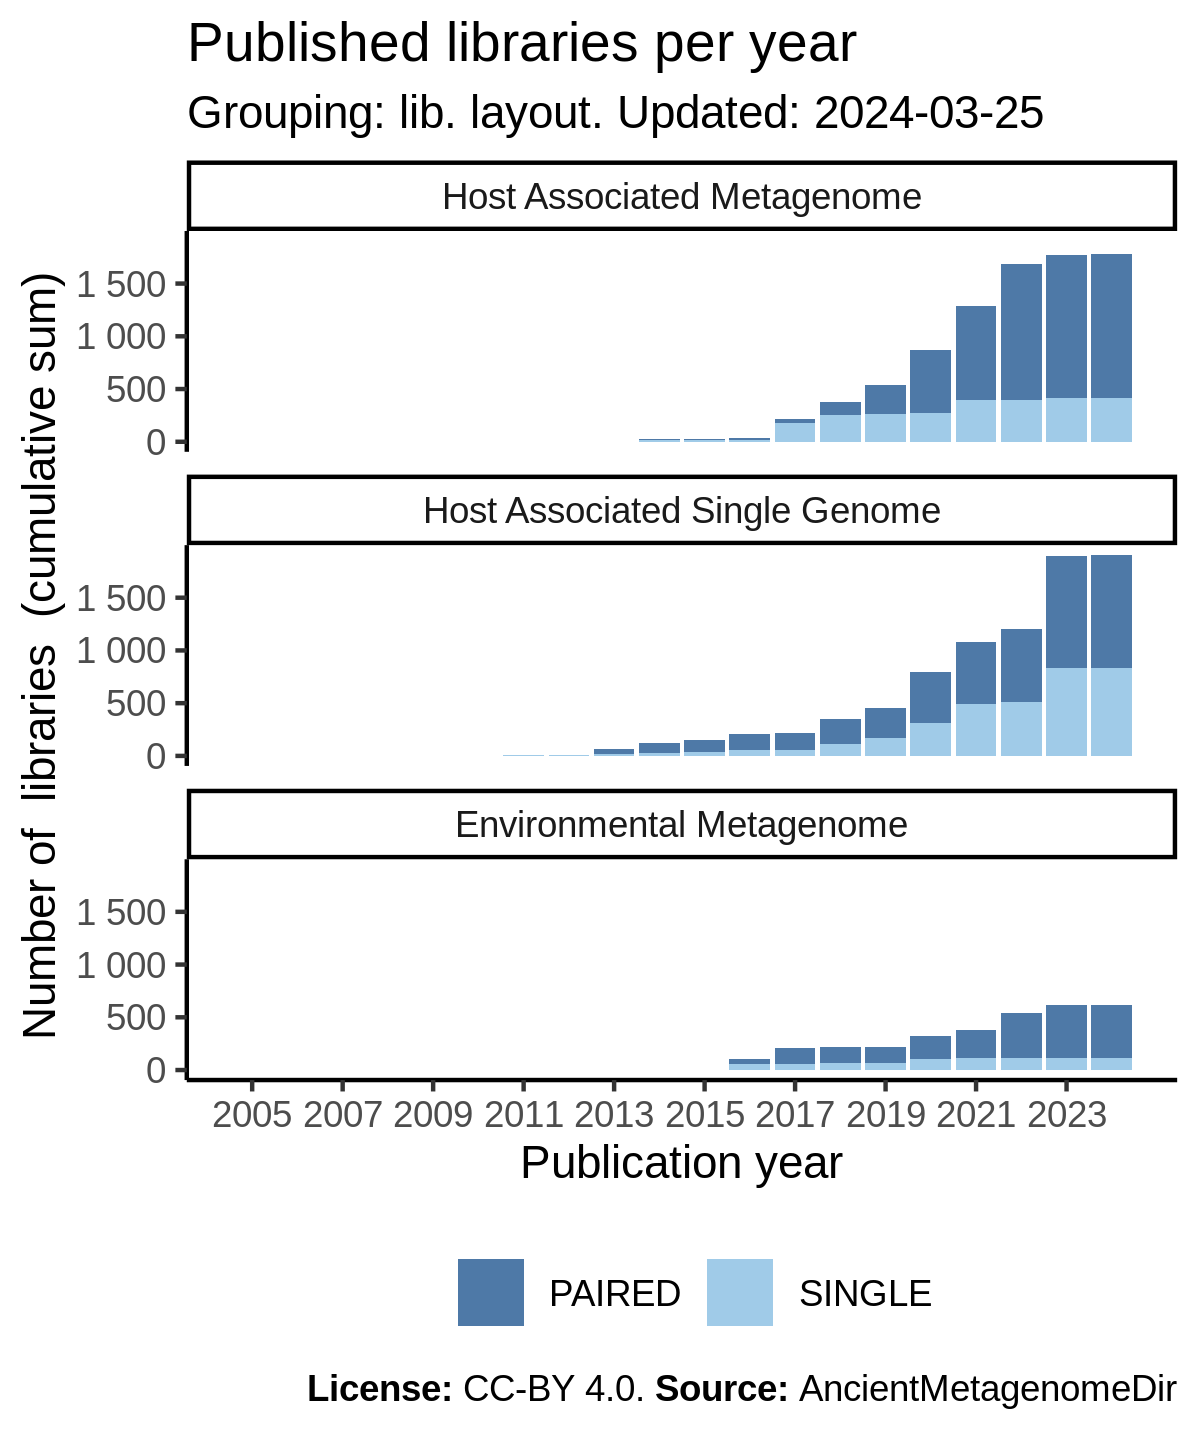 Published libraries per year
Grouping: lib. layout. Updated: 2024-03-25
Number of libraries (cumulative sum)
Host Associated Metagenome
1 500
1 000
500
0
Host Associated Single Genome
1 500
1 000
500
0
Environmental Metagenome
1 500
1 000
500
0
2005 2007 2009 2011 2013 2015 2017 2019 2021 2023
Publication year
PAIRED SINGLE
License: CC-BY 4.0. Source: AncientMetagenomeDir